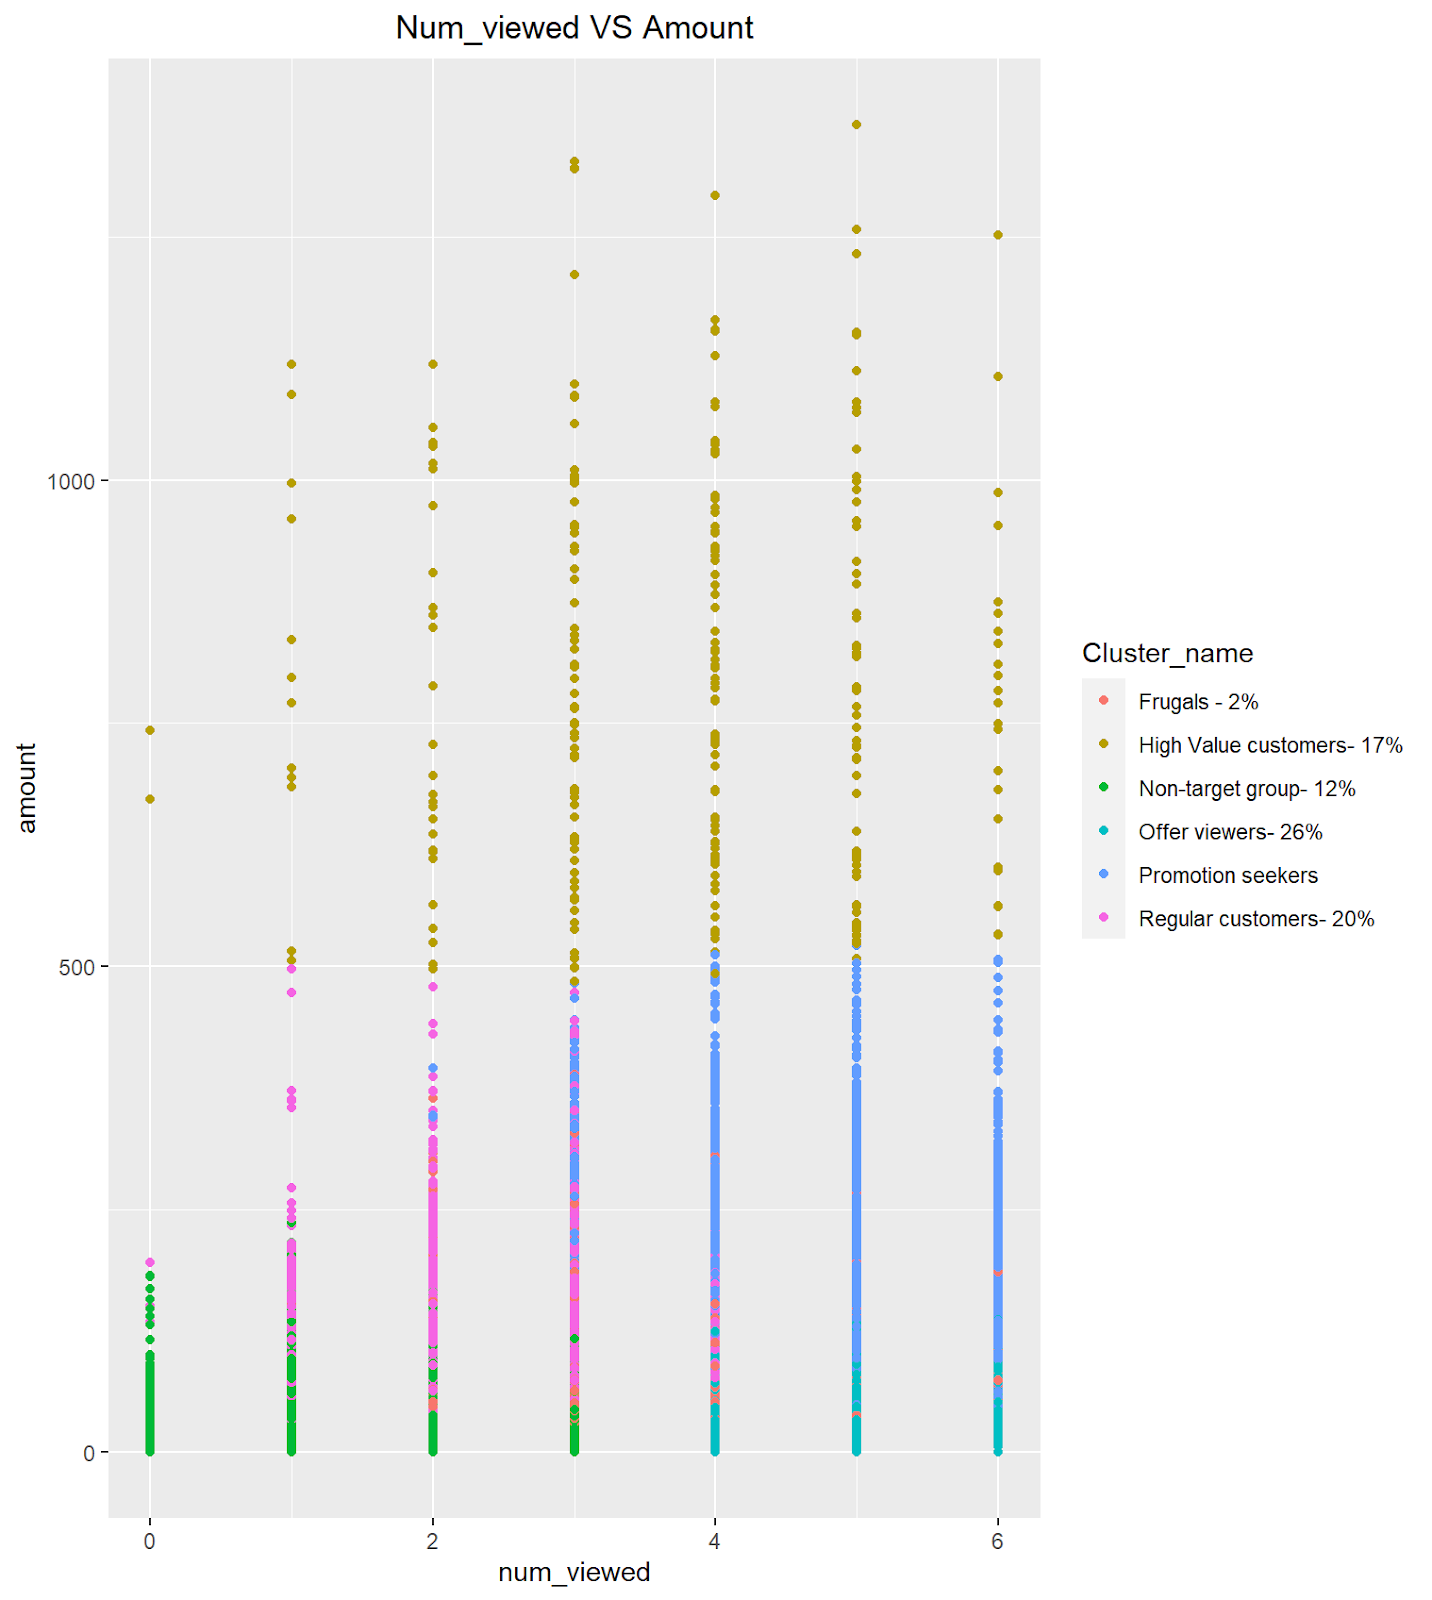 Num_viewed VS Amount
amount
1000
500
0
0
2
4
6
num_viewed
Cluster_name
Frugals - 2%
High Value customers- 17%
Non-target group- 12%
Offer viewers- 26%
Promotion seekers
Regular customers- 20%